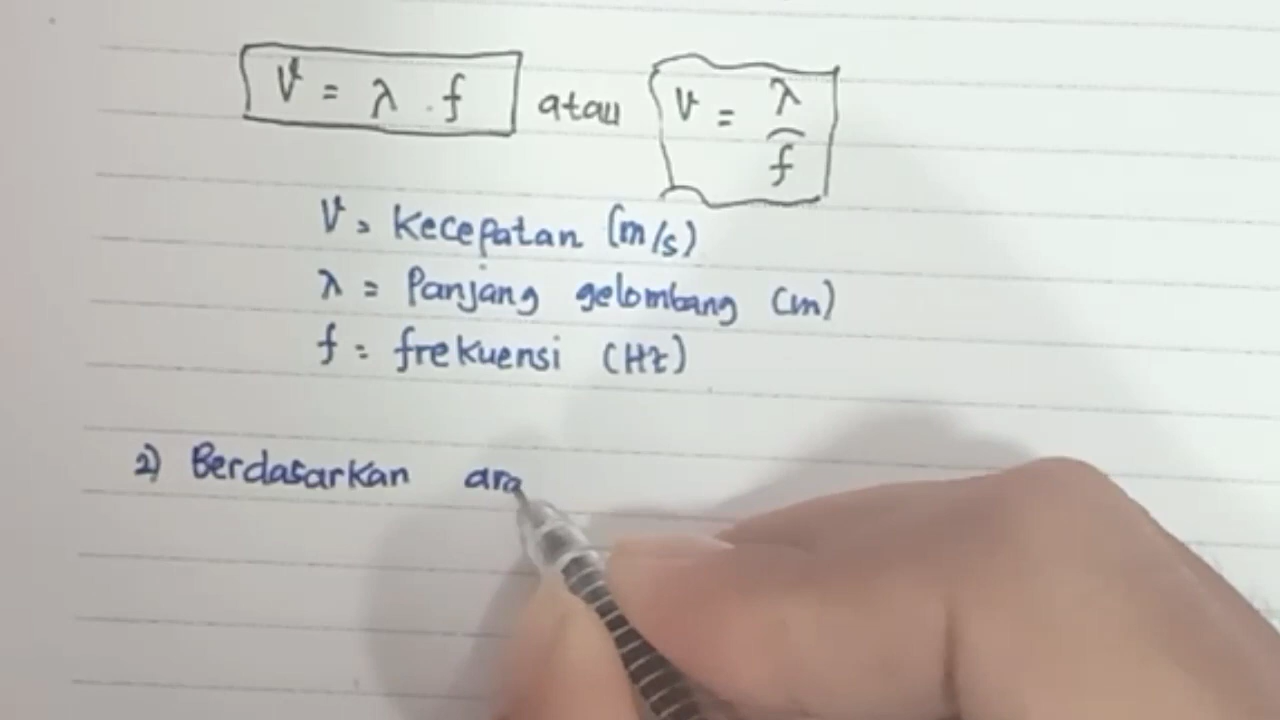 V = λ . f atau V = λ/f
V = Kecepatan (m/s)
λ = Panjang gelombang (m)
f = frekuensi (Hz)
2) Berdasarkan ara